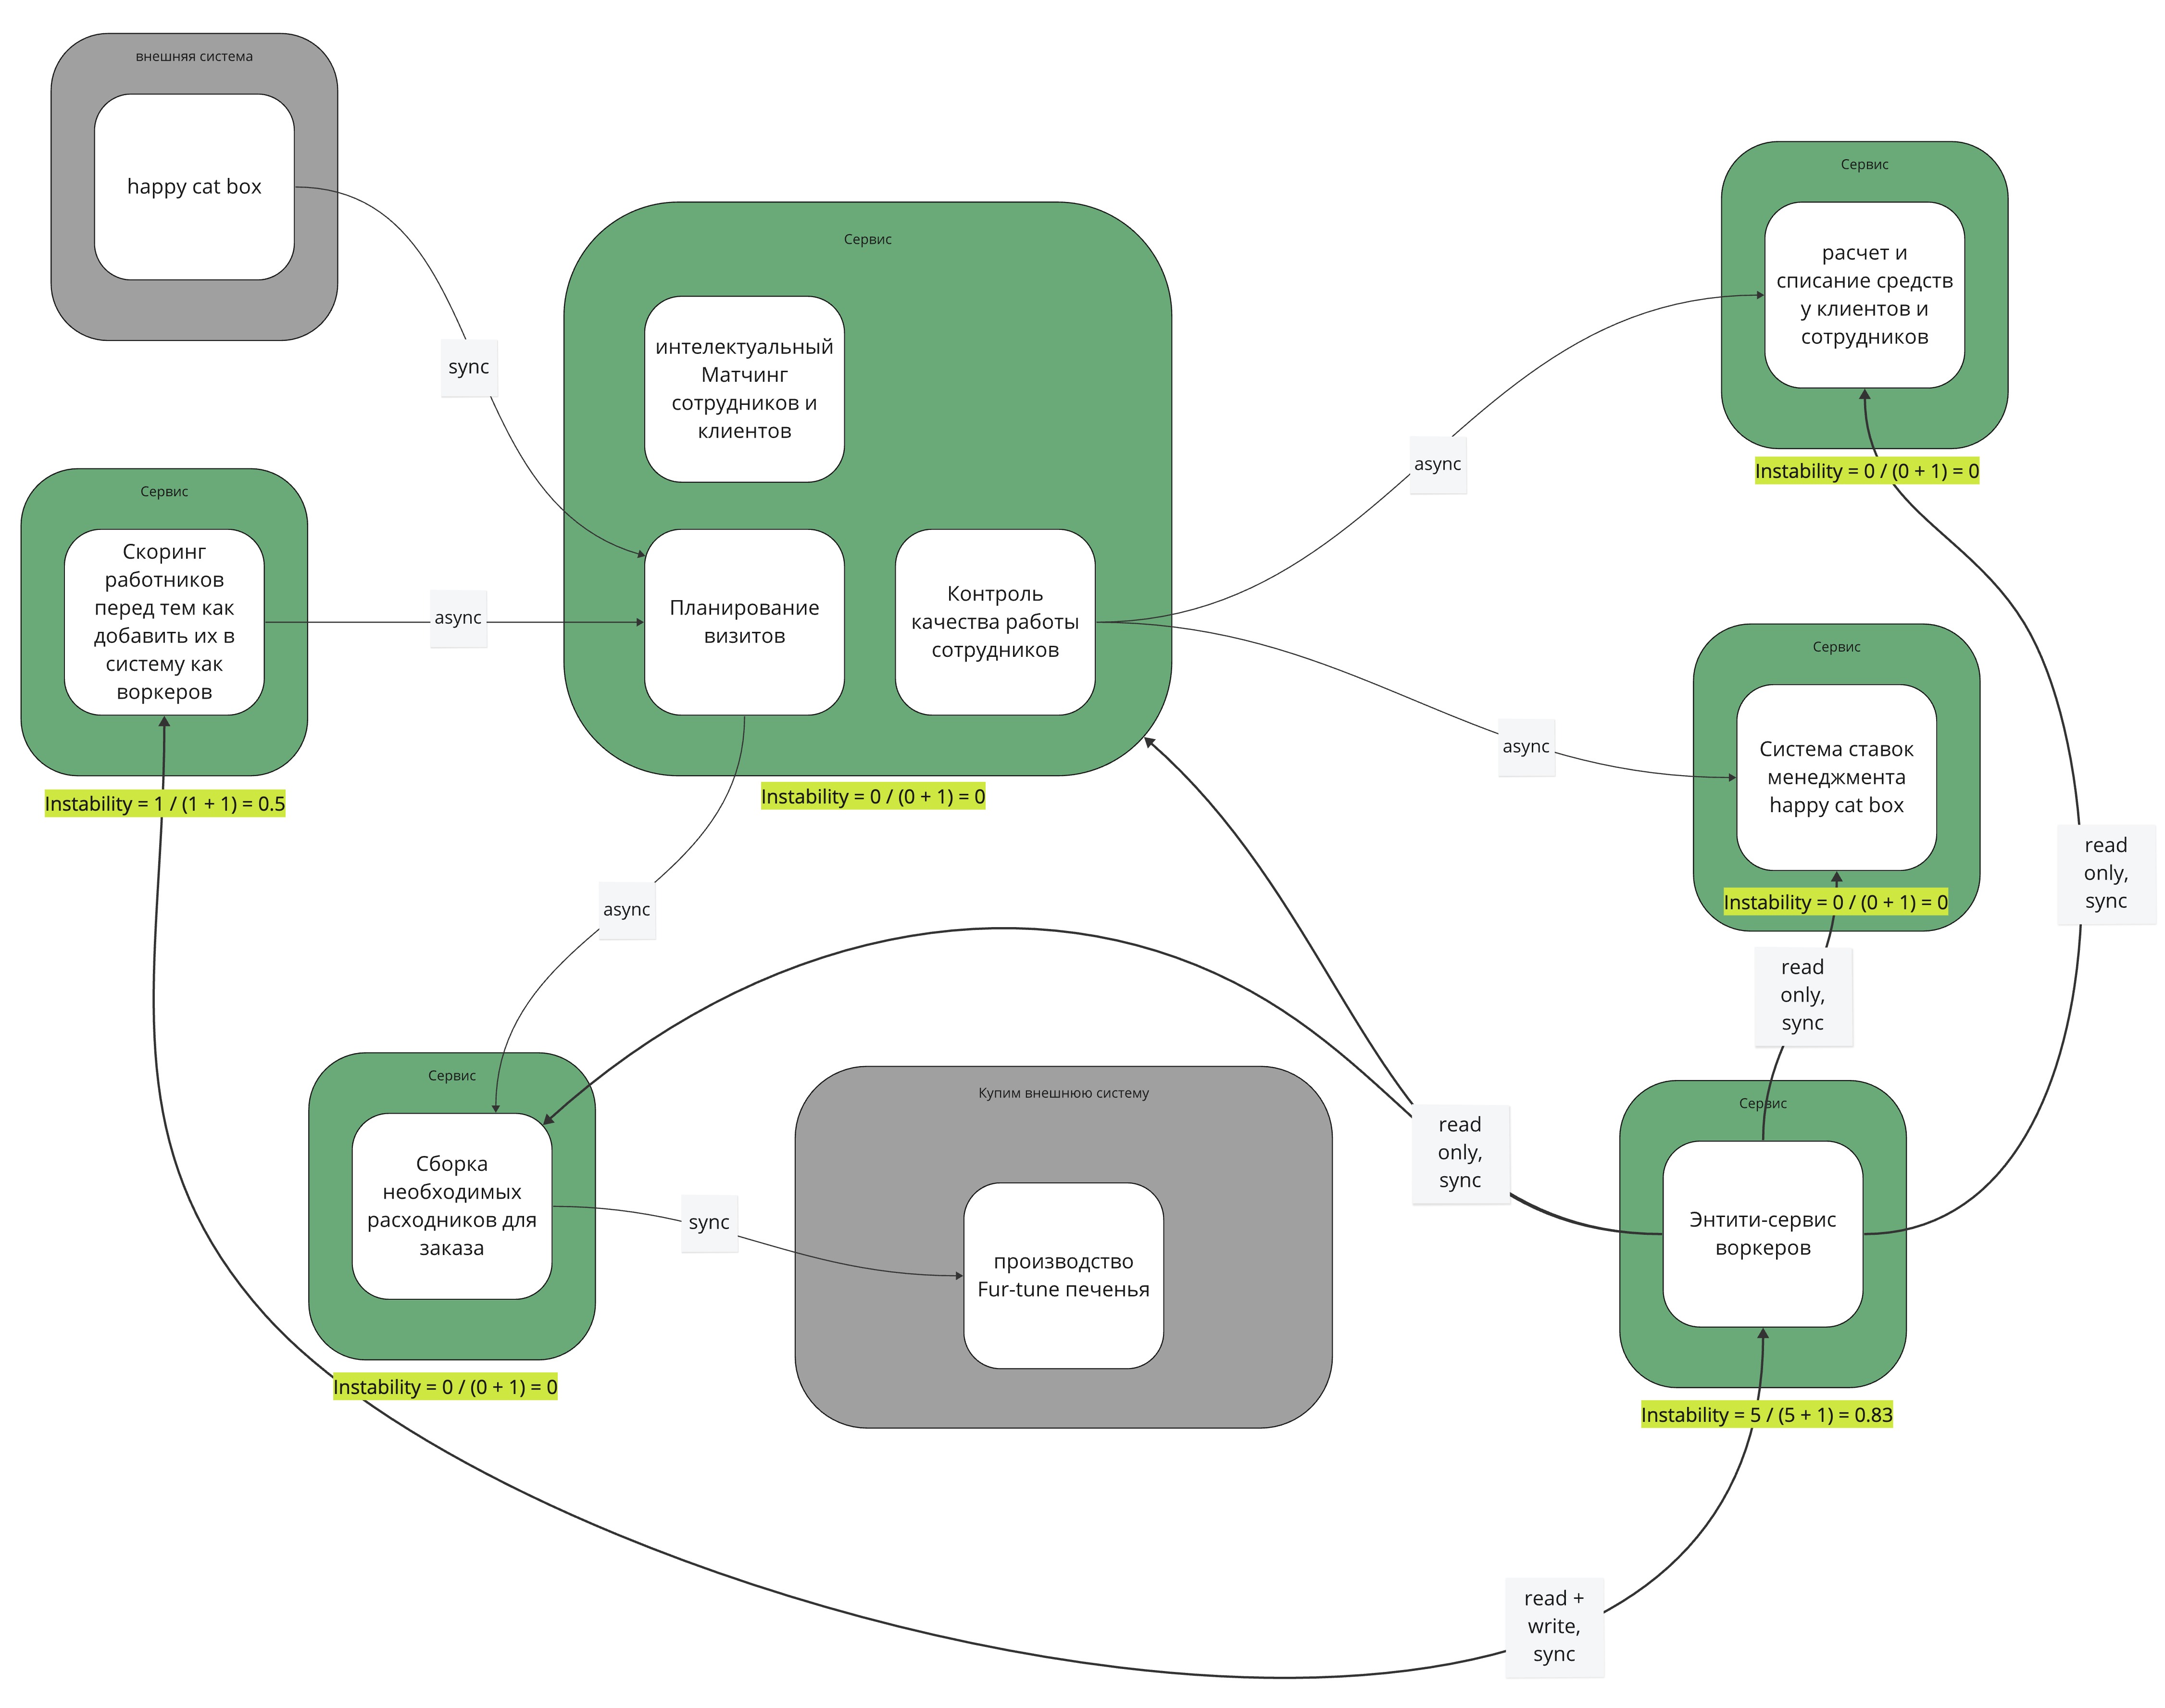 внешняя система
happy cat box
sync
Сервис
интелектуальный
Матчинг
сотрудников и
клиентов
Планирование
визитов
Контроль
качества работы
сотрудников
Instability = 0 / (0 + 1) = 0
Сервис
расчет и
списание средств
у клиентов и
сотрудников
Instability = 0 / (0 + 1) = 0
async
Сервис
Скоринг
работников
перед тем как
добавить их в
систему как
воркеров
Instability = 1 / (1 + 1) = 0.5
async
Сервис
Система ставок
менеджмента
happy cat box
Instability = 0 / (0 + 1) = 0
async
read
only,
sync
async
read
only,
sync
Сервис
Сборка
необходимых
расходников для
заказа
Instability = 0 / (0 + 1) = 0
sync
Купим внешнюю систему
производство
Fur-tune печенья
read
only,
sync
Сервис
Энтити-сервис
воркеров
Instability = 5 / (5 + 1) = 0.83
read +
write,
sync